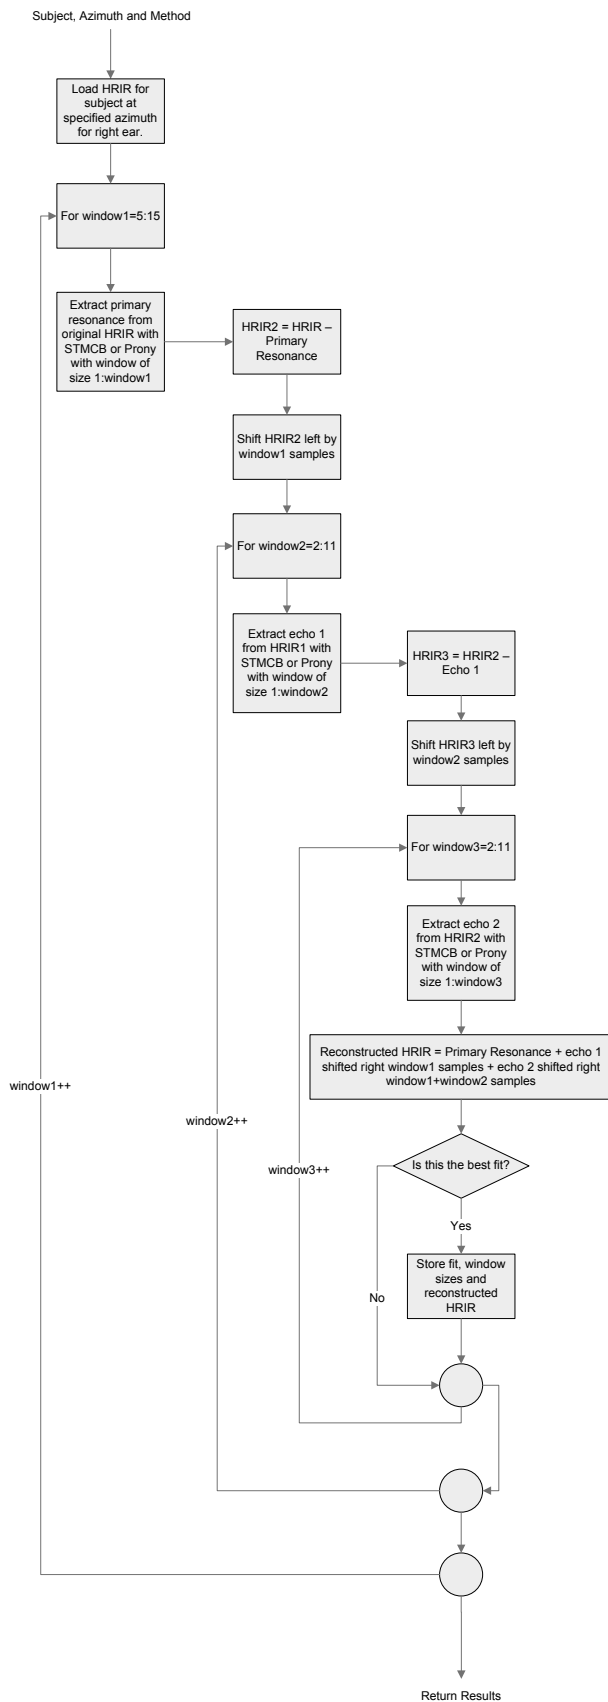 Subject, Azimuth and Method
Load HRIR for
subject at
specified azimuth
for right ear.
For window1=5:15
Extract primary
resonance from
original HRIR with
STMCB or Prony
with window of
size 1:window1
HRIR2 = HRIR –
Primary
Resonance
Shift HRIR2 left by
window1 samples
For window2=2:11
Extract echo 1
from HRIR1 with
STMCB or Prony
with window of
size 1:window2
HRIR3 = HRIR2 –
Echo 1
Shift HRIR3 left by
window2 samples
For window3=2:11
Extract echo 2
from HRIR2 with
STMCB or Prony
with window of
size 1:window3
Reconstructed HRIR = Primary Resonance + echo 1
shifted right window1 samples + echo 2 shifted right
window1+window2 samples
window1++
window2++
window3++
Is this the best fit?
Yes
No
Store fit, window
sizes and
reconstructed
HRIR
Return Results